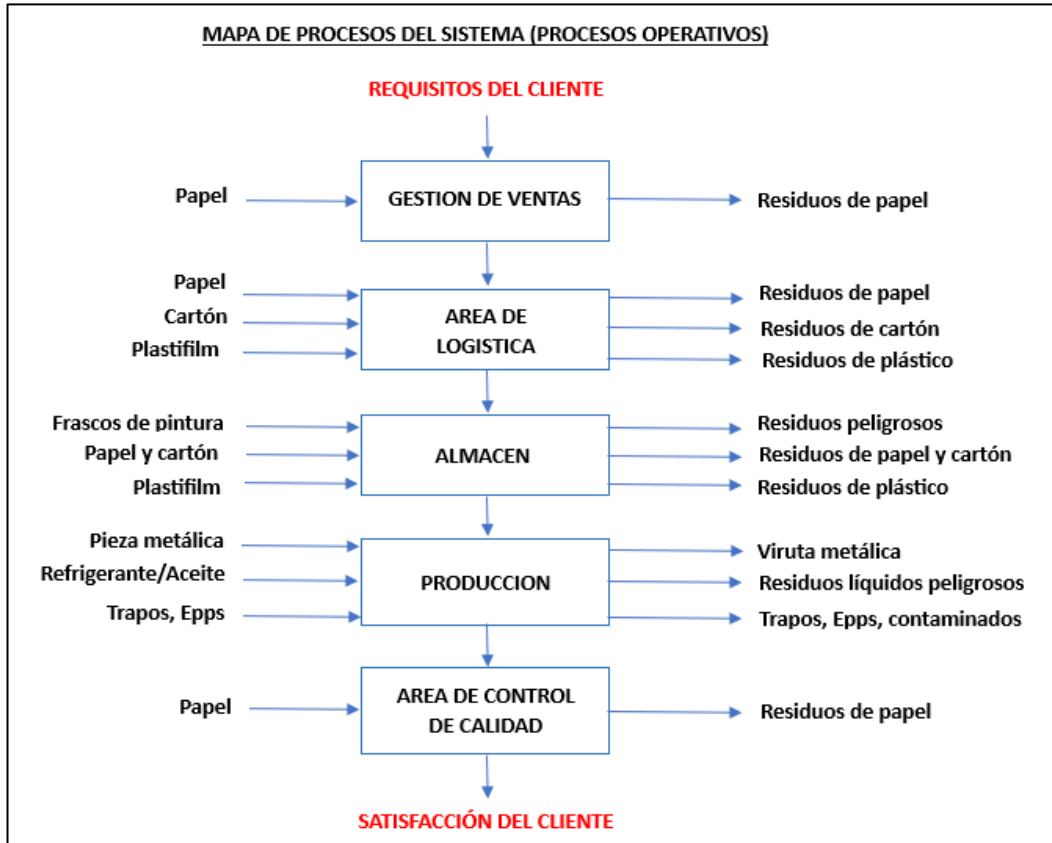 MAPA DE PROCESOS DEL SISTEMA (PROCESOS OPERATIVOS)
REQUISITOS DEL CLIENTE
Papel
GESTION DE VENTAS
Residuos de papel
Papel
Cartón
Plastifilm
AREA DE
LOGISTICA
Residuos de papel
Residuos de cartón
Residuos de plástico
Frascos de pintura
Papel y cartón
Plastifilm
ALMACEN
Residuos peligrosos
Residuos de papel y cartón
Residuos de plástico
Pieza metálica
Refrigerante/Aceite
Trapos, Epps
PRODUCCION
Viruta metálica
Residuos líquidos peligrosos
Trapos, Epps, contaminados
Papel
AREA DE CONTROL
DE CALIDAD
Residuos de papel
SATISFACCIÓN DEL CLIENTE